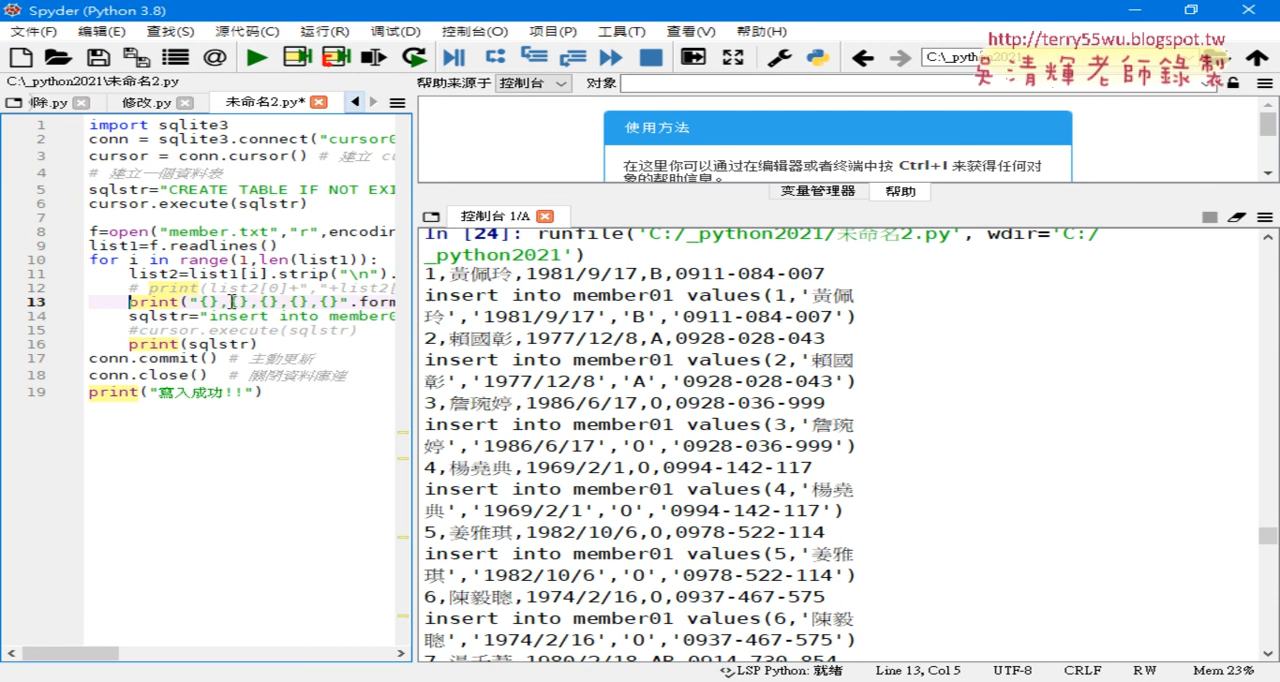 Spyder (Python 3.8)
文件(F) 编辑(E) 查找(S) 源代码(C) 运行(R) 调试(D) 控制台(O) 项目(P) 工具(T) 查看(V) 帮助(H)
http://terry55wu.blogspot.tw
吳清輝老師錄製
C:\_python2021\未命名2.py
帮助来源于 控制台 对象
除.py 修改.py 未命名2.py*
1 import sqlite3
2 conn = sqlite3.connect("cursor
3 cursor = conn.cursor() # 建立 c
4 # 建立一個資料表
5 sqlstr="CREATE TABLE IF NOT EXI
6 cursor.execute(sqlstr)
7
8 f=open("member.txt","r",encodin
9 list1=f.readlines()
10 for i in range(1,len(list1)):
11 list2=list1[i].strip("\n").
12 # print(list2[0]+","+list2[
13 print("{},{},{},{},{}".form
14 sqlstr="insert into member0
15 #cursor.execute(sqlstr)
16 print(sqlstr)
17 conn.commit() # 主動更新
18 conn.close() # 關閉資料庫連
19 print("寫入成功!!")
使用方法
在这里你可以通过在编辑器或者终端中按 Ctrl+I 来获得任何对
象的帮助信息。
变量管理器 帮助
控制台 1/A
In [24]: runfile('C:/_python2021/未命名2.py', wdir='C:/
_python2021')
1,黃佩玲,1981/9/17,B,0911-084-007
insert into member01 values(1,'黃佩
玲','1981/9/17','B','0911-084-007')
2,賴國彰,1977/12/8,A,0928-028-043
insert into member01 values(2,'賴國
彰','1977/12/8','A','0928-028-043')
3,詹琬婷,1986/6/17,O,0928-036-999
insert into member01 values(3,'詹琬
婷','1986/6/17','O','0928-036-999')
4,楊堯典,1969/2/1,O,0994-142-117
insert into member01 values(4,'楊堯
典','1969/2/1','O','0994-142-117')
5,姜雅琪,1982/10/6,O,0978-522-114
insert into member01 values(5,'姜雅
琪','1982/10/6','O','0978-522-114')
6,陳毅聰,1974/2/16,O,0937-467-575
insert into member01 values(6,'陳毅
聰','1974/2/16','O','0937-467-575')
LSP Python: 就绪 Line 13, Col 5 UTF-8 CRLF RW Mem 23%